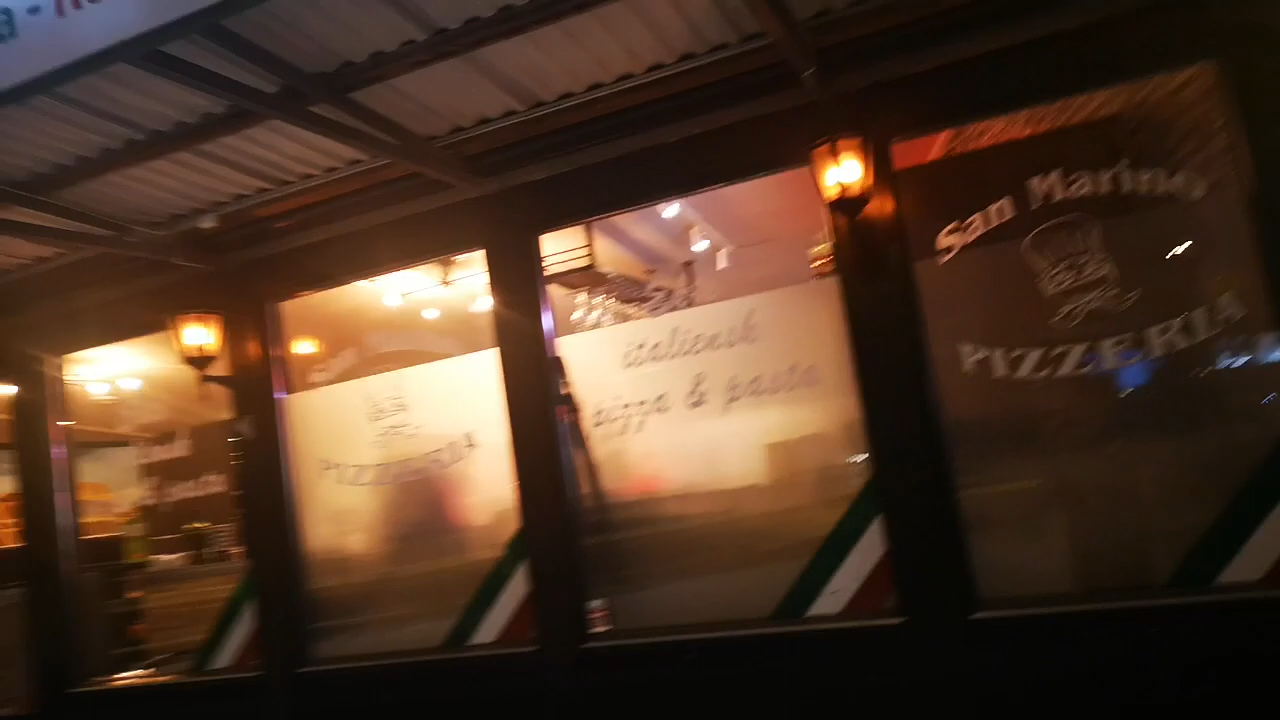 San Marino
PIZZERIA
italiensk
pizza & pasta
PIZZERIA